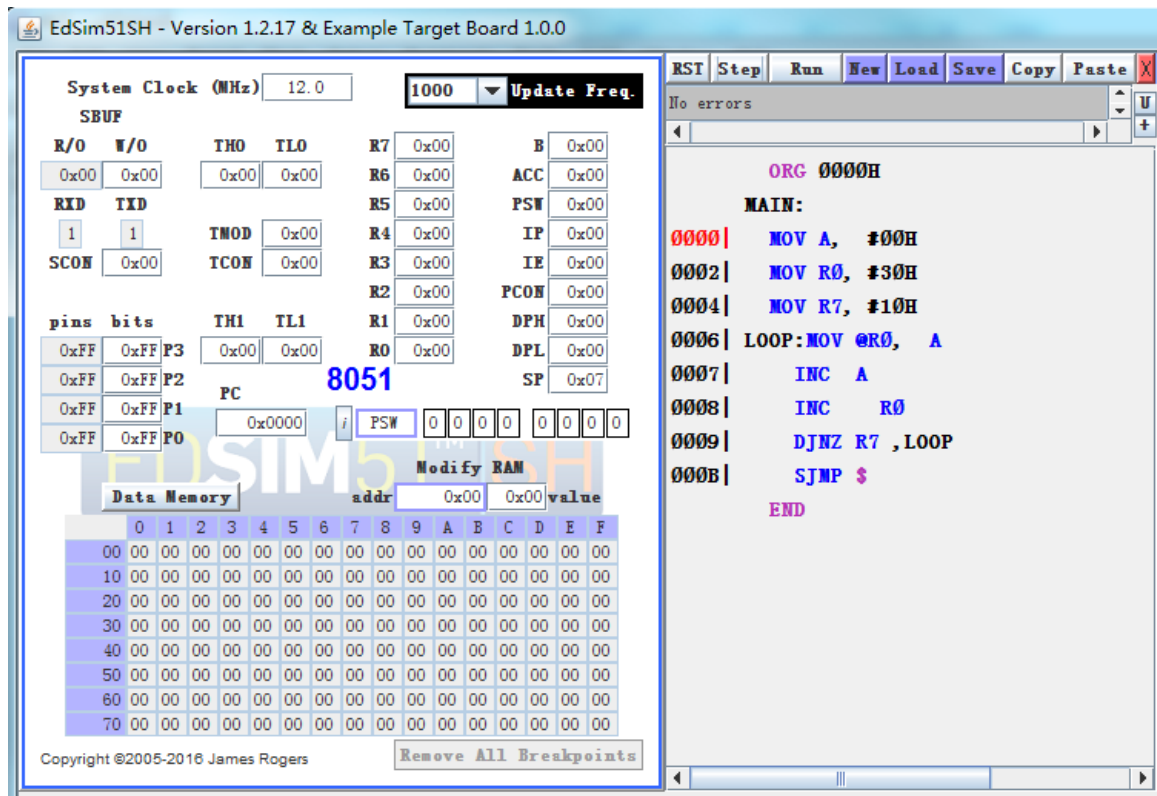 EdSim51SH - Version 1.2.17 & Example Target Board 1.0.0
RST Step Run New Load Save Copy Paste X
No errors
U
+
System Clock (MHz) 12.0 1000 Update Freq.
SBUF
R/O W/O TH0 TL0 R7 0x00 B 0x00
0x00 0x00 0x00 0x00 R6 0x00 ACC 0x00
RXD TXD R5 0x00 PSW 0x00
1 1 TMOD 0x00 R4 0x00 IP 0x00
SCON 0x00 TCON 0x00 R3 0x00 IE 0x00
R2 0x00 PCON 0x00
pins bits TH1 TL1 R1 0x00 DPH 0x00
0xFF 0xFF P3 0x00 0x00 R0 0x00 DPL 0x00
0xFF 0xFF P2 8051 SP 0x07
PC
0xFF 0xFF P1 0x0000 i PSW 0 0 0 0 0 0 0 0
0xFF 0xFF P0
EDSIM51™ SH
Modify RAM
Data Memory addr 0x00 0x00 value
0 1 2 3 4 5 6 7 8 9 A B C D E F
00 00 00 00 00 00 00 00 00 00 00 00 00 00 00 00 00
10 00 00 00 00 00 00 00 00 00 00 00 00 00 00 00 00
20 00 00 00 00 00 00 00 00 00 00 00 00 00 00 00 00
30 00 00 00 00 00 00 00 00 00 00 00 00 00 00 00 00
40 00 00 00 00 00 00 00 00 00 00 00 00 00 00 00 00
50 00 00 00 00 00 00 00 00 00 00 00 00 00 00 00 00
60 00 00 00 00 00 00 00 00 00 00 00 00 00 00 00 00
70 00 00 00 00 00 00 00 00 00 00 00 00 00 00 00 00
Copyright ©2005-2016 James Rogers Remove All Breakpoints
ORG 0000H
MAIN:
0000| MOV A, #00H
0002| MOV R0, #30H
0004| MOV R7, #10H
0006| LOOP:MOV @R0, A
0007| INC A
0008| INC R0
0009| DJNZ R7 ,LOOP
000B| SJMP $
END